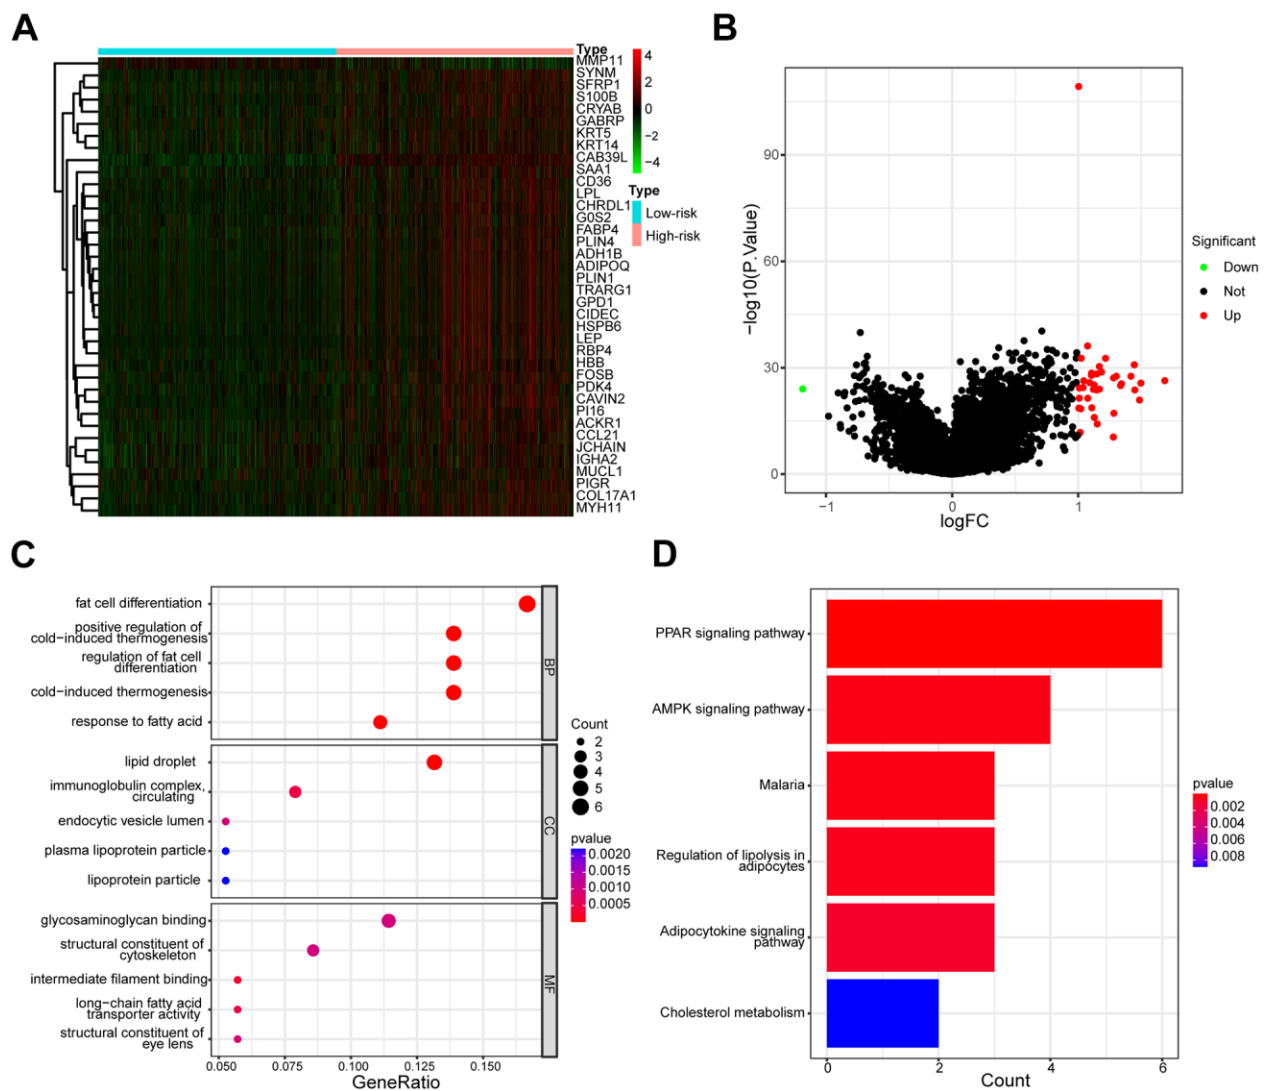 A
Type
MMP11
SYNM
SFRP1
S100B
CRYAB
GABRP
KRT5
KRT14
CAB39L
SAA1
CD36
LPL
CHRDL1
G0S2
FABP4
PLIN4
ADH1B
ADIPOQ
PLIN1
TRARG1
GPD1
CIDEC
HSPB6
LEP
RBP4
HBB
FOSB
PDK4
CAVIN2
PI16
ACKR1
CCL21
JCHAIN
IGHA2
MUCL1
PIGR
COL17A1
MYH11
4
2
0
−2
−4
Type
Low-risk
High-risk
B
−log10(P.Value)
90
60
30
0
−1
0
1
logFC
Significant
Down
Not
Up
C
fat cell differentiation
positive regulation of
cold−induced thermogenesis
regulation of fat cell
differentiation
cold−induced thermogenesis
response to fatty acid
BP
lipid droplet
immunoglobulin complex,
circulating
endocytic vesicle lumen
plasma lipoprotein particle
lipoprotein particle
CC
glycosaminoglycan binding
structural constituent of
cytoskeleton
intermediate filament binding
long−chain fatty acid
transporter activity
structural constituent of
eye lens
MF
0.050
0.075
0.100
0.125
0.150
GeneRatio
Count
2
3
4
5
6
pvalue
0.0020
0.0015
0.0010
0.0005
D
PPAR signaling pathway
AMPK signaling pathway
Malaria
Regulation of lipolysis in
adipocytes
Adipocytokine signaling
pathway
Cholesterol metabolism
0
2
4
6
Count
pvalue
0.002
0.004
0.006
0.008